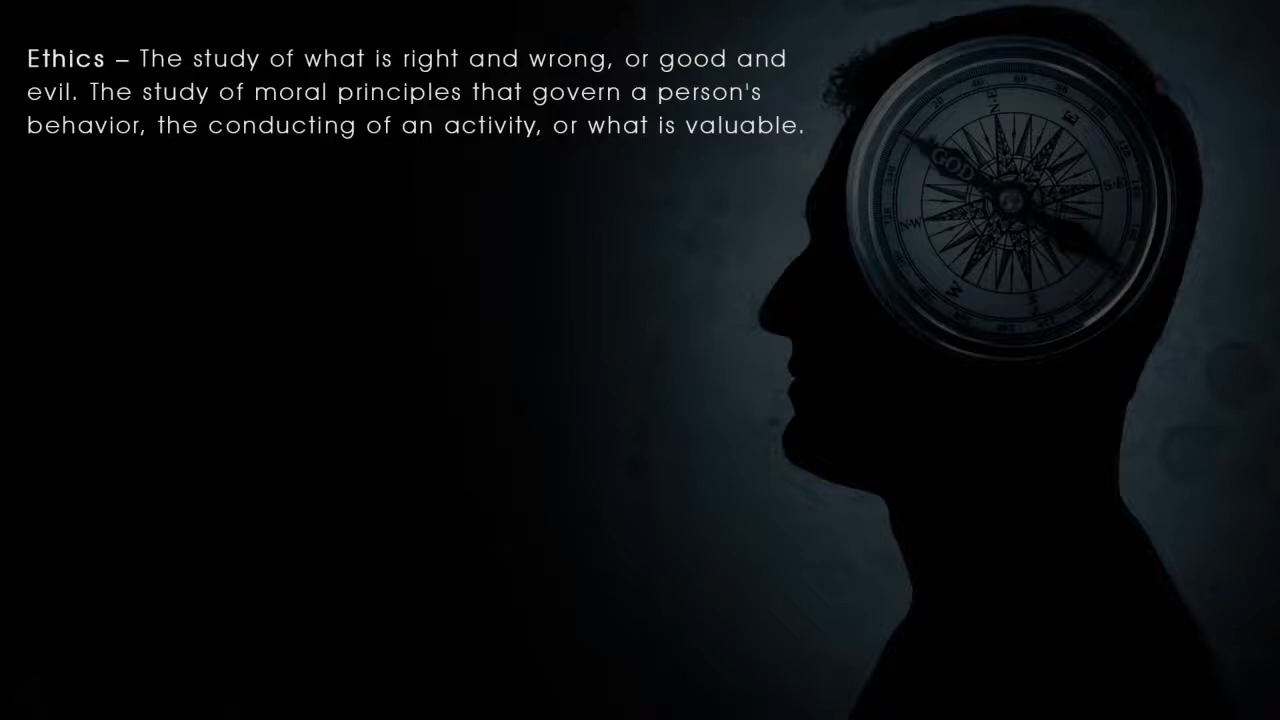 Ethics – The study of what is right and wrong, or good and
evil. The study of moral principles that govern a person's
behavior, the conducting of an activity, or what is valuable.
GOD
N·E
E
S·E
N·W
W
60